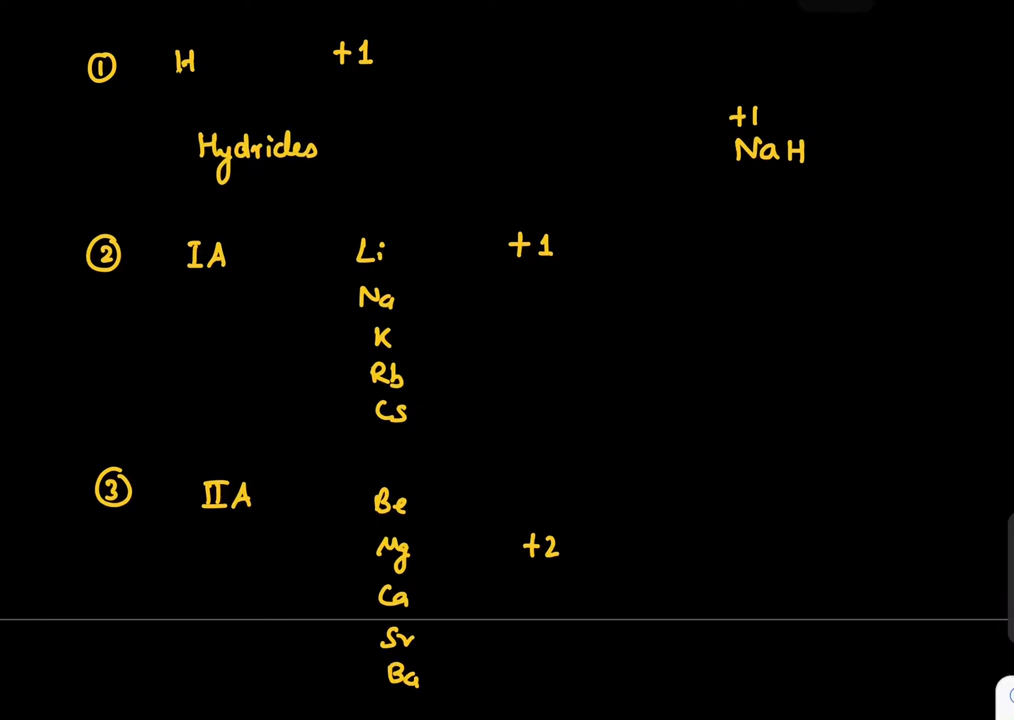 ① H +1
+1
Hydrides NaH
② IA Li +1
Na
K
Rb
Cs
③ IIA Be
Mg +2
Ca
Sr
Ba